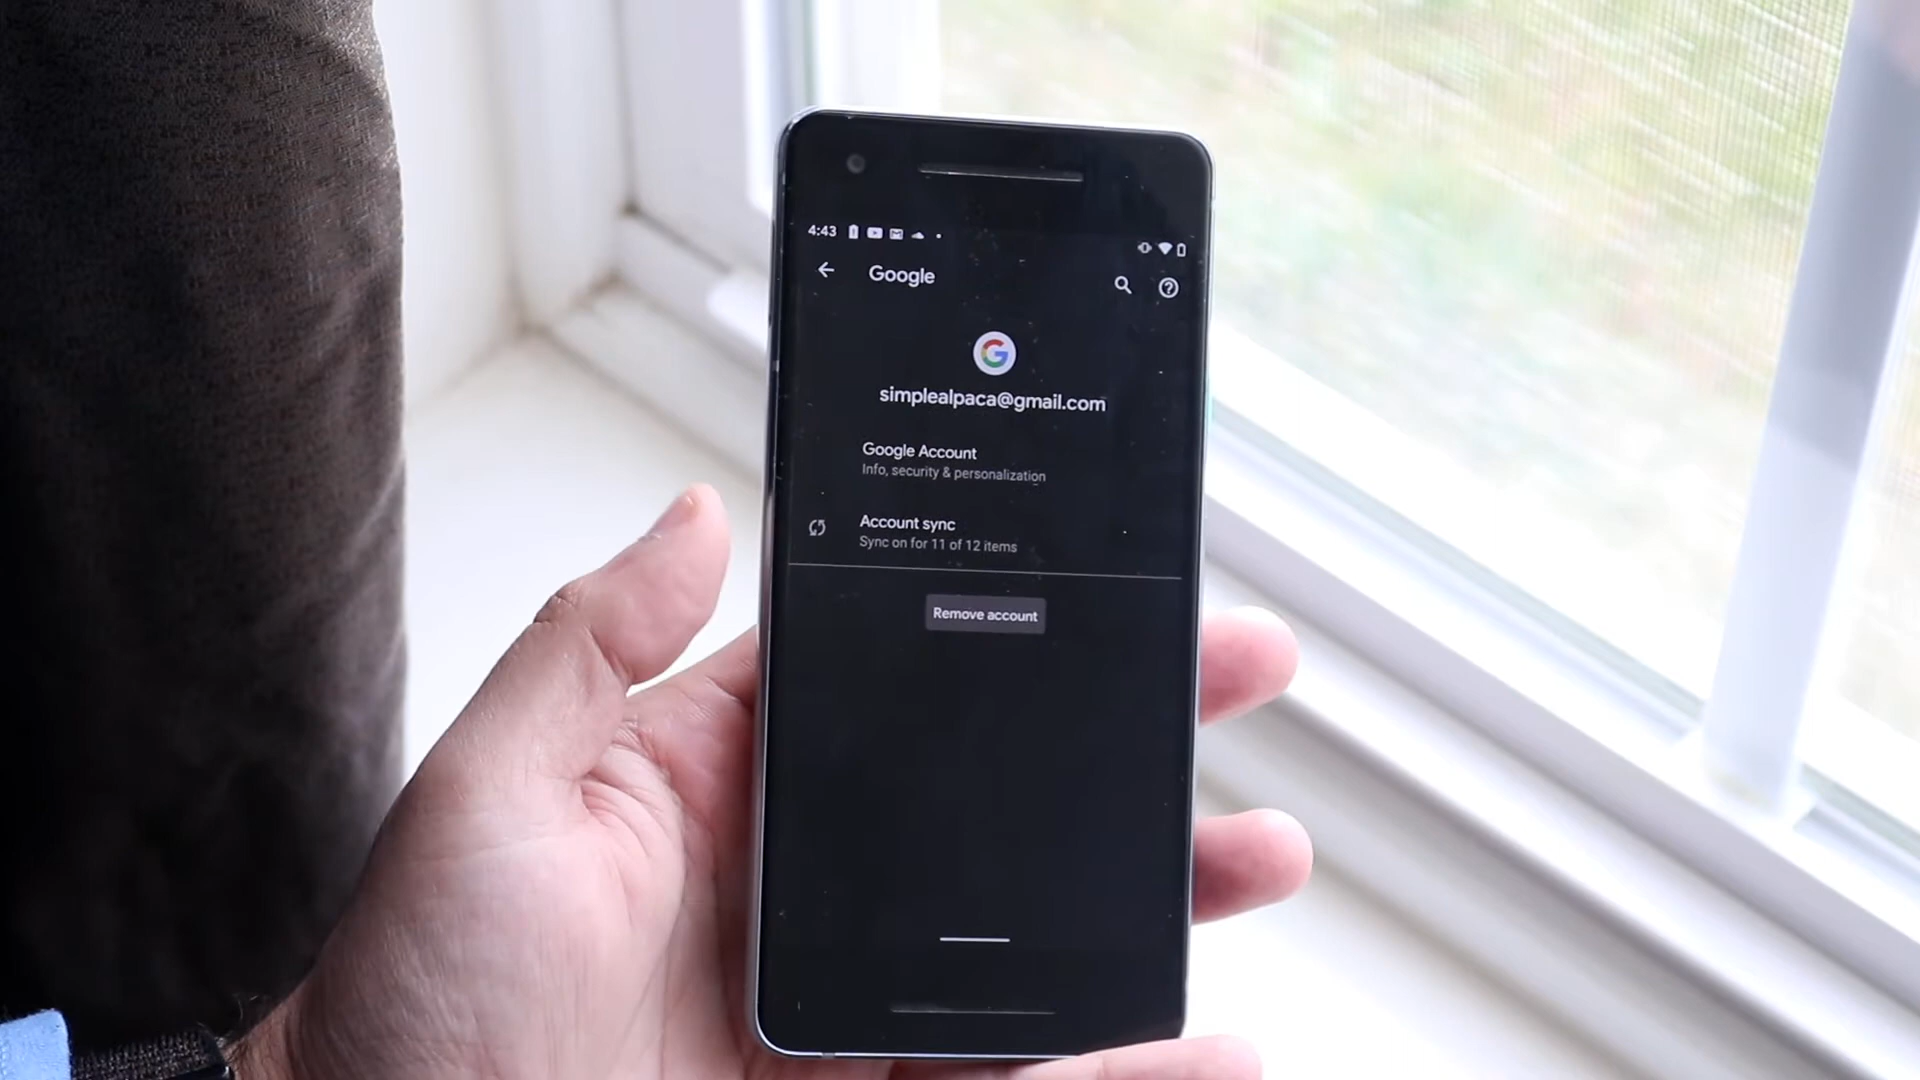 4:43
Google
simplealpaca@gmail.com
Google Account
Info, security & personalization
Account sync
Sync on for 11 of 12 items
Remove account